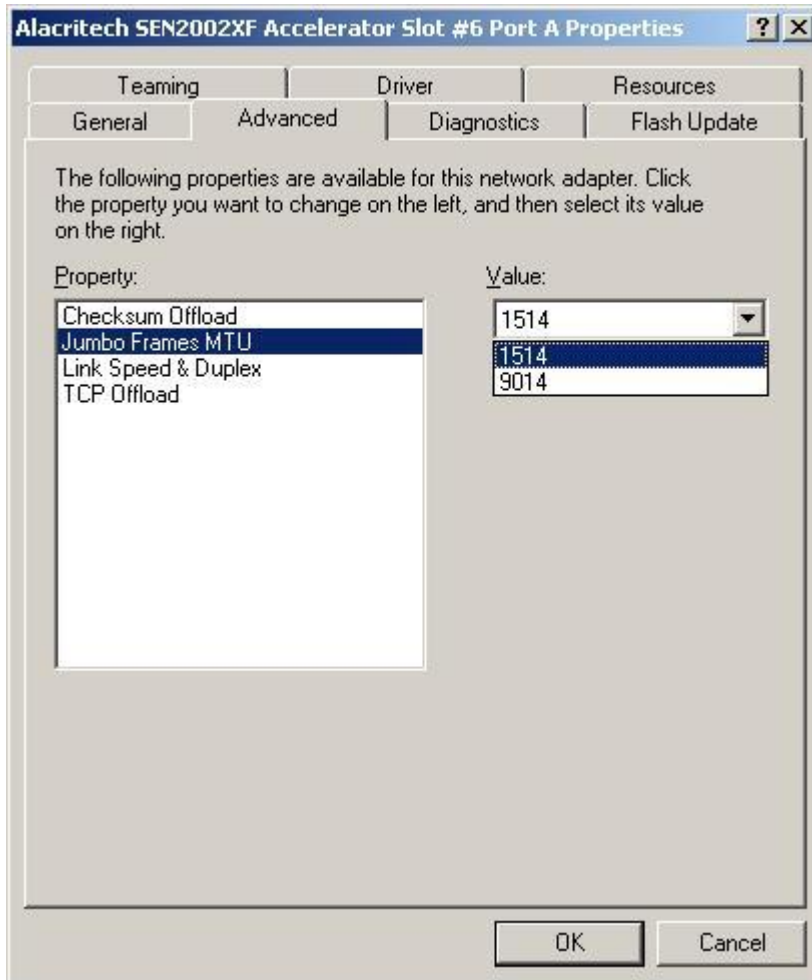 Alacritech SEN2002XF Accelerator Slot #6 Port A Properties
Teaming
Driver
Resources
General
Advanced
Diagnostics
Flash Update
The following properties are available for this network adapter. Click
the property you want to change on the left, and then select its value
on the right.
Property:
Value:
Checksum Offload
Jumbo Frames MTU
Link Speed & Duplex
TCP Offload
1514
1514
9014
OK
Cancel